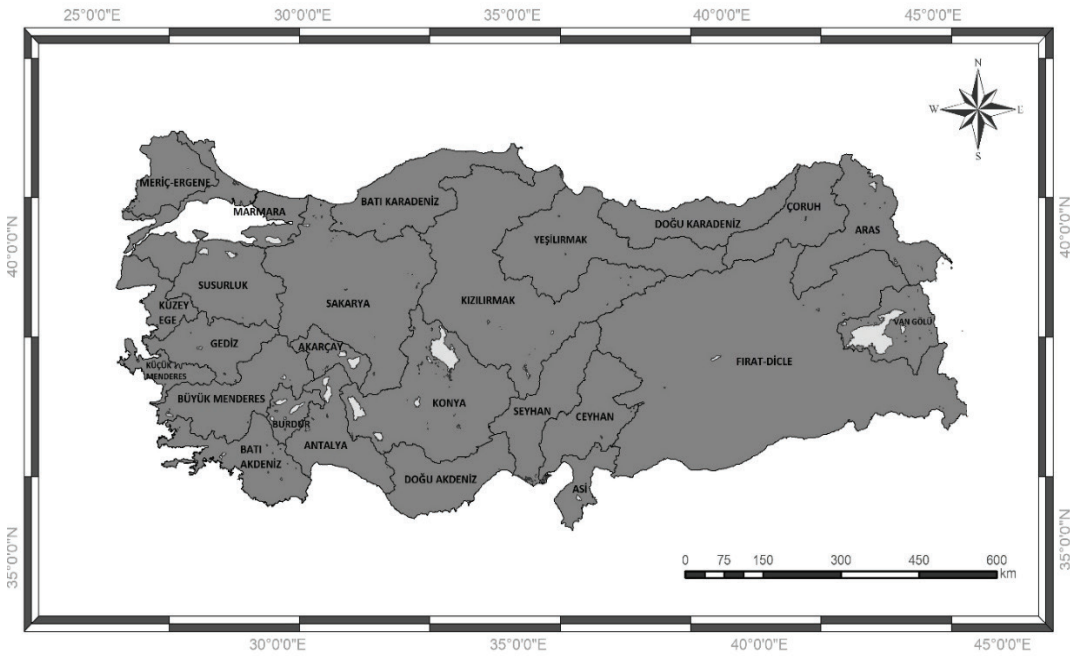 25°0'0"E 30°0'0"E 35°0'0"E 40°0'0"E 45°0'0"E
N
W E
S
MERİÇ-ERGENE
MARMARA
BATI KARADENİZ
DOĞU KARADENİZ
ÇORUH
ARAS
YEŞİLIRMAK
40°0'0"N
40°0'0"N
SUSURLUK
SAKARYA
KIZILIRMAK
KUZEY
EGE
GEDİZ
AKARÇAY
VAN GÖLÜ
FIRAT-DİCLE
KÜÇÜK
MENDERES
BÜYÜK MENDERES
BURDUR
KONYA
SEYHAN
CEYHAN
BATI
AKDENİZ
ANTALYA
DOĞU AKDENİZ
ASİ
35°0'0"N
35°0'0"N
0 75 150 300 450 600
km
30°0'0"E 35°0'0"E 40°0'0"E 45°0'0"E